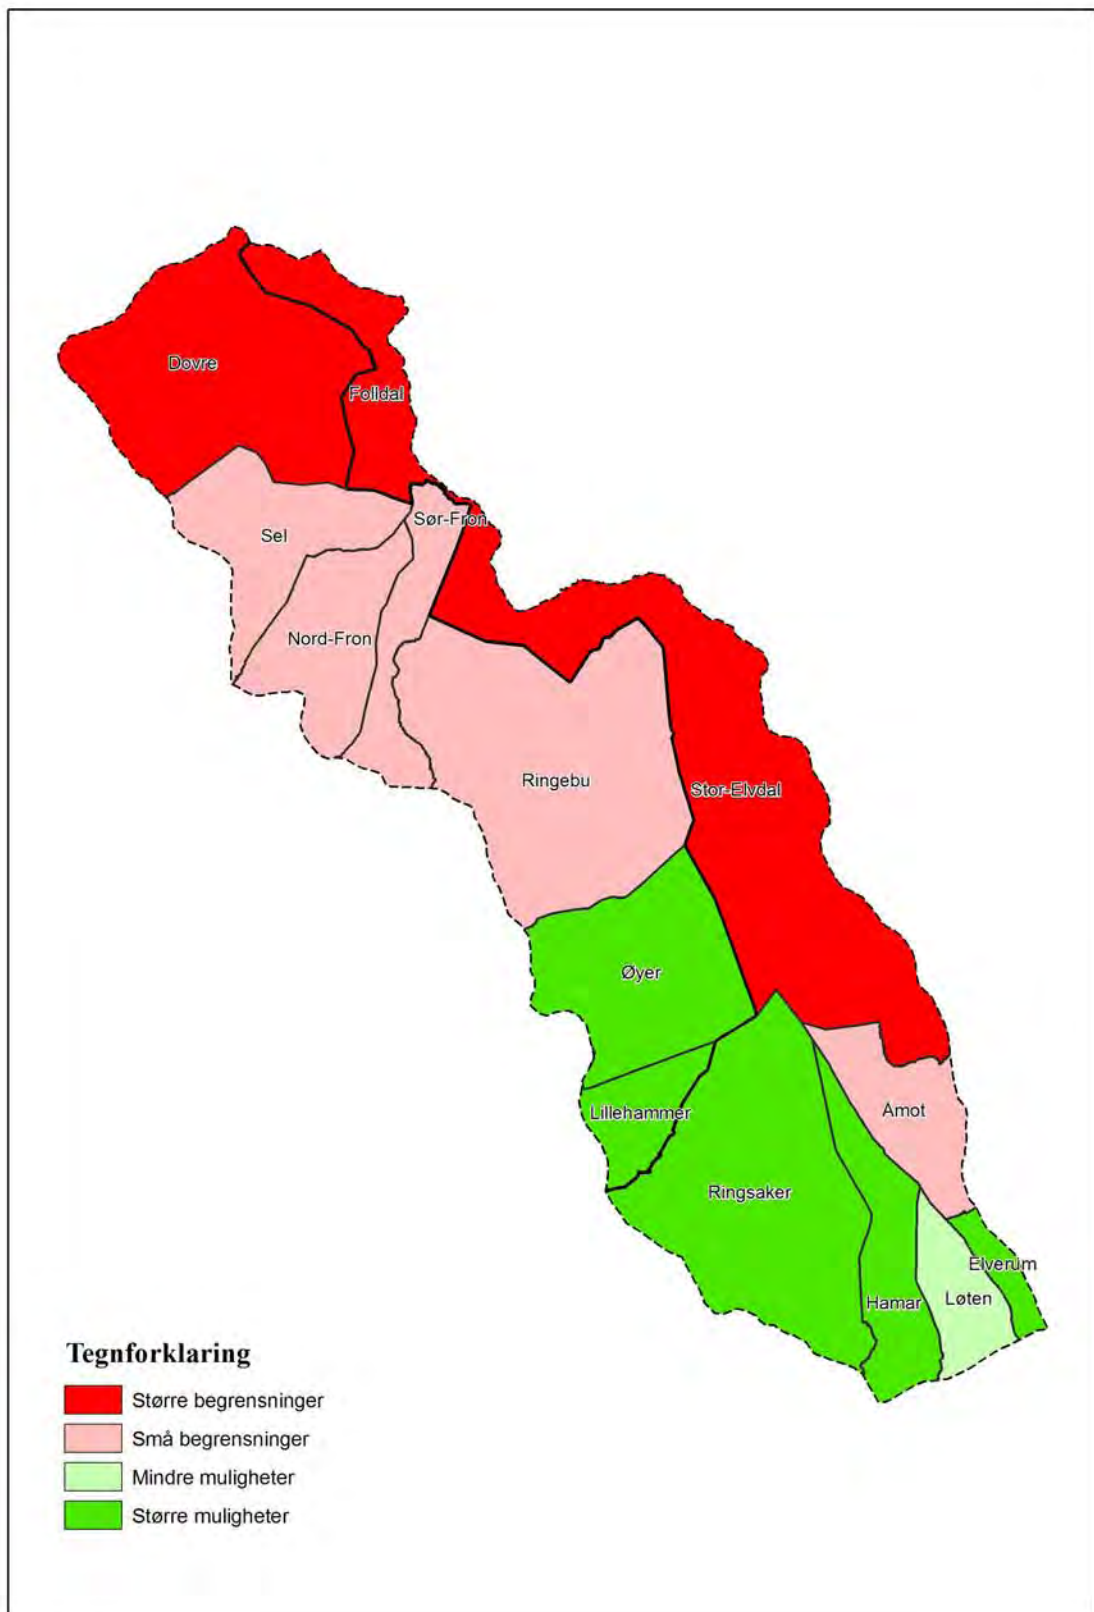 Dovre
Folldal
Sør-Fron
Sel
Nord-Fron
Ringebu
Stor-Elvdal
Øyer
Lillehammer
Åmot
Ringsaker
Elverum
Løten
Hamar
Tegnforklaring
Større begrensninger
Små begrensninger
Mindre muligheter
Større muligheter